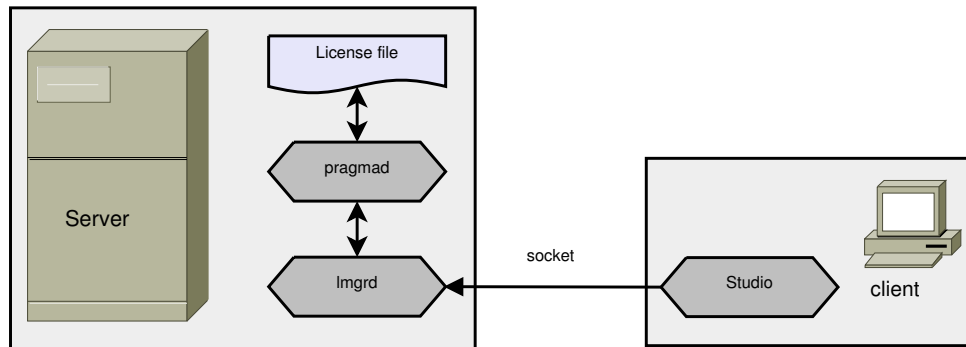 License file
pragmad
Server
lmgrd
socket
Studio
client